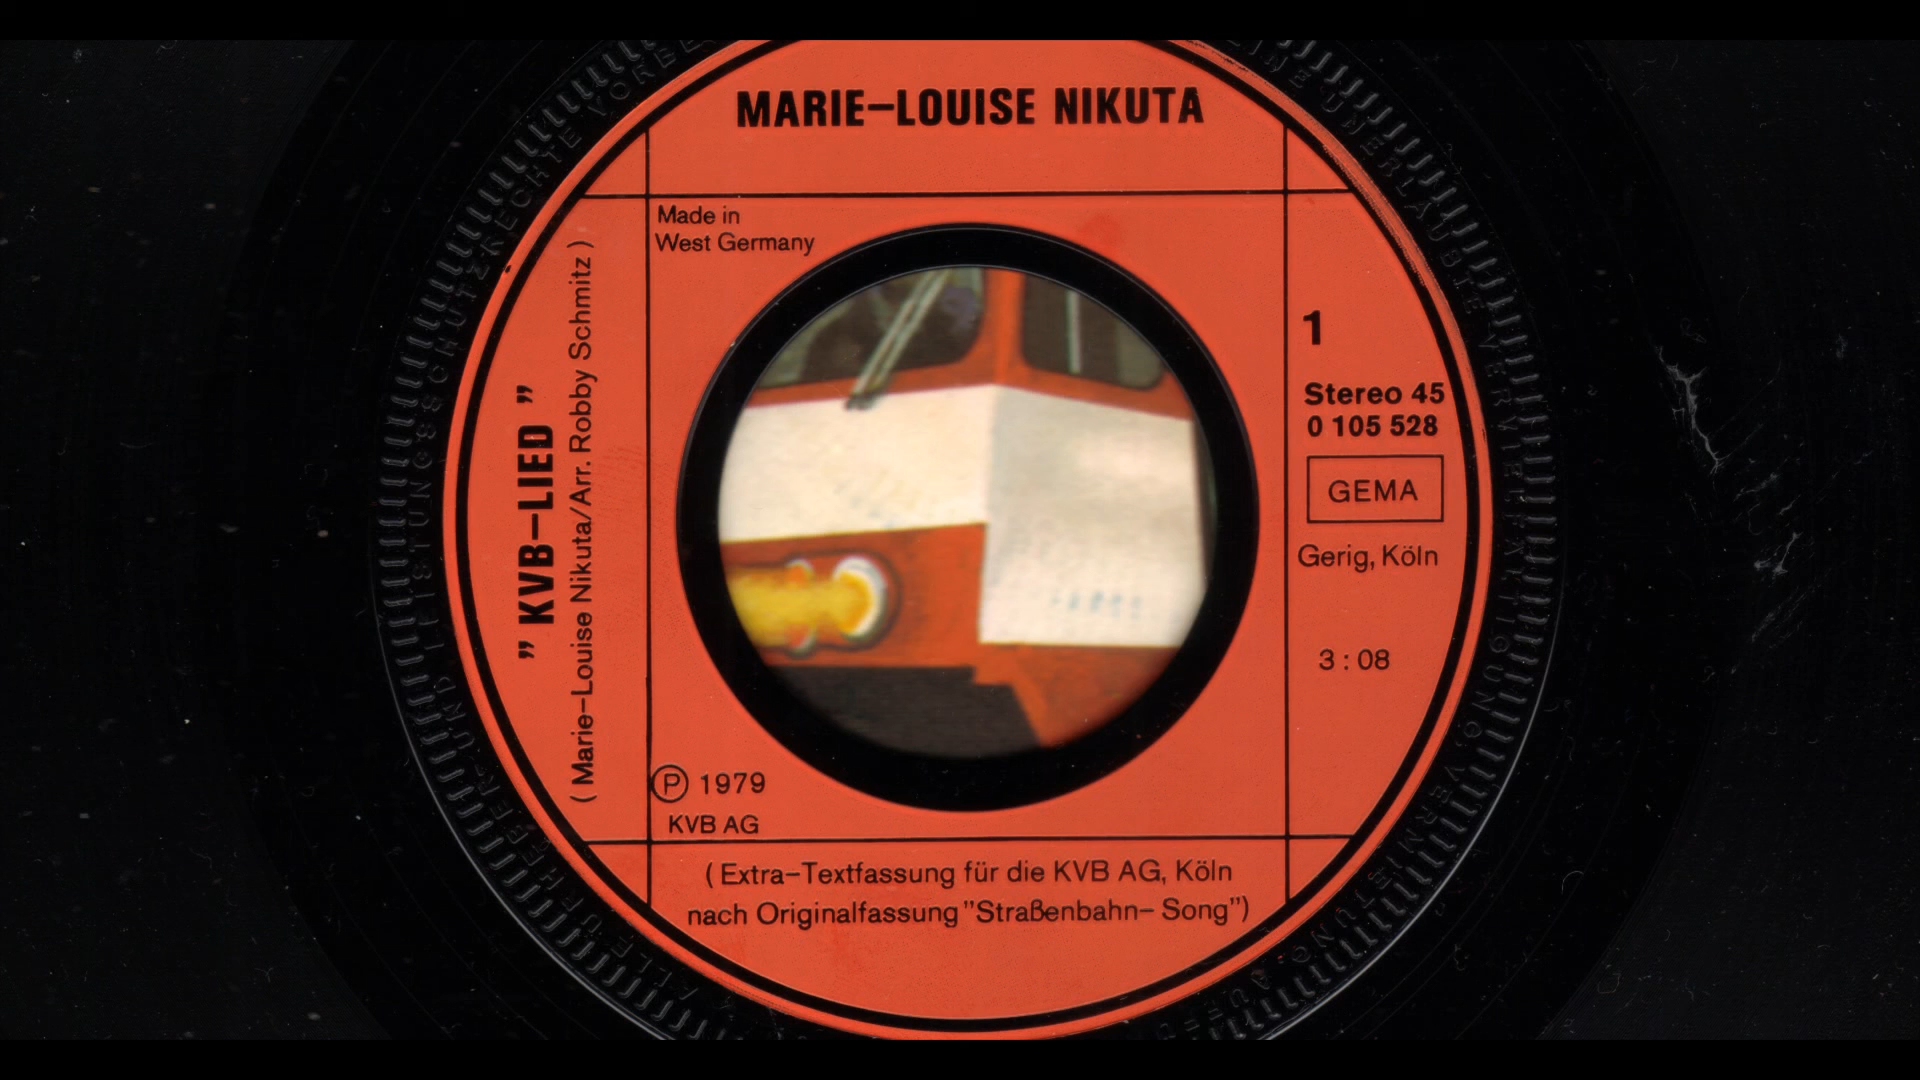 MARIE–LOUISE NIKUTA
Made in
West Germany
” KVB–LIED ”
( Marie–Louise Nikuta/Arr. Robby Schmitz )
1
Stereo 45
0 105 528
GEMA
Gerig, Köln
3 : 08
Ⓟ 1979
KVB AG
( Extra–Textfassung für die KVB AG, Köln
nach Originalfassung ”Straßenbahn– Song”)